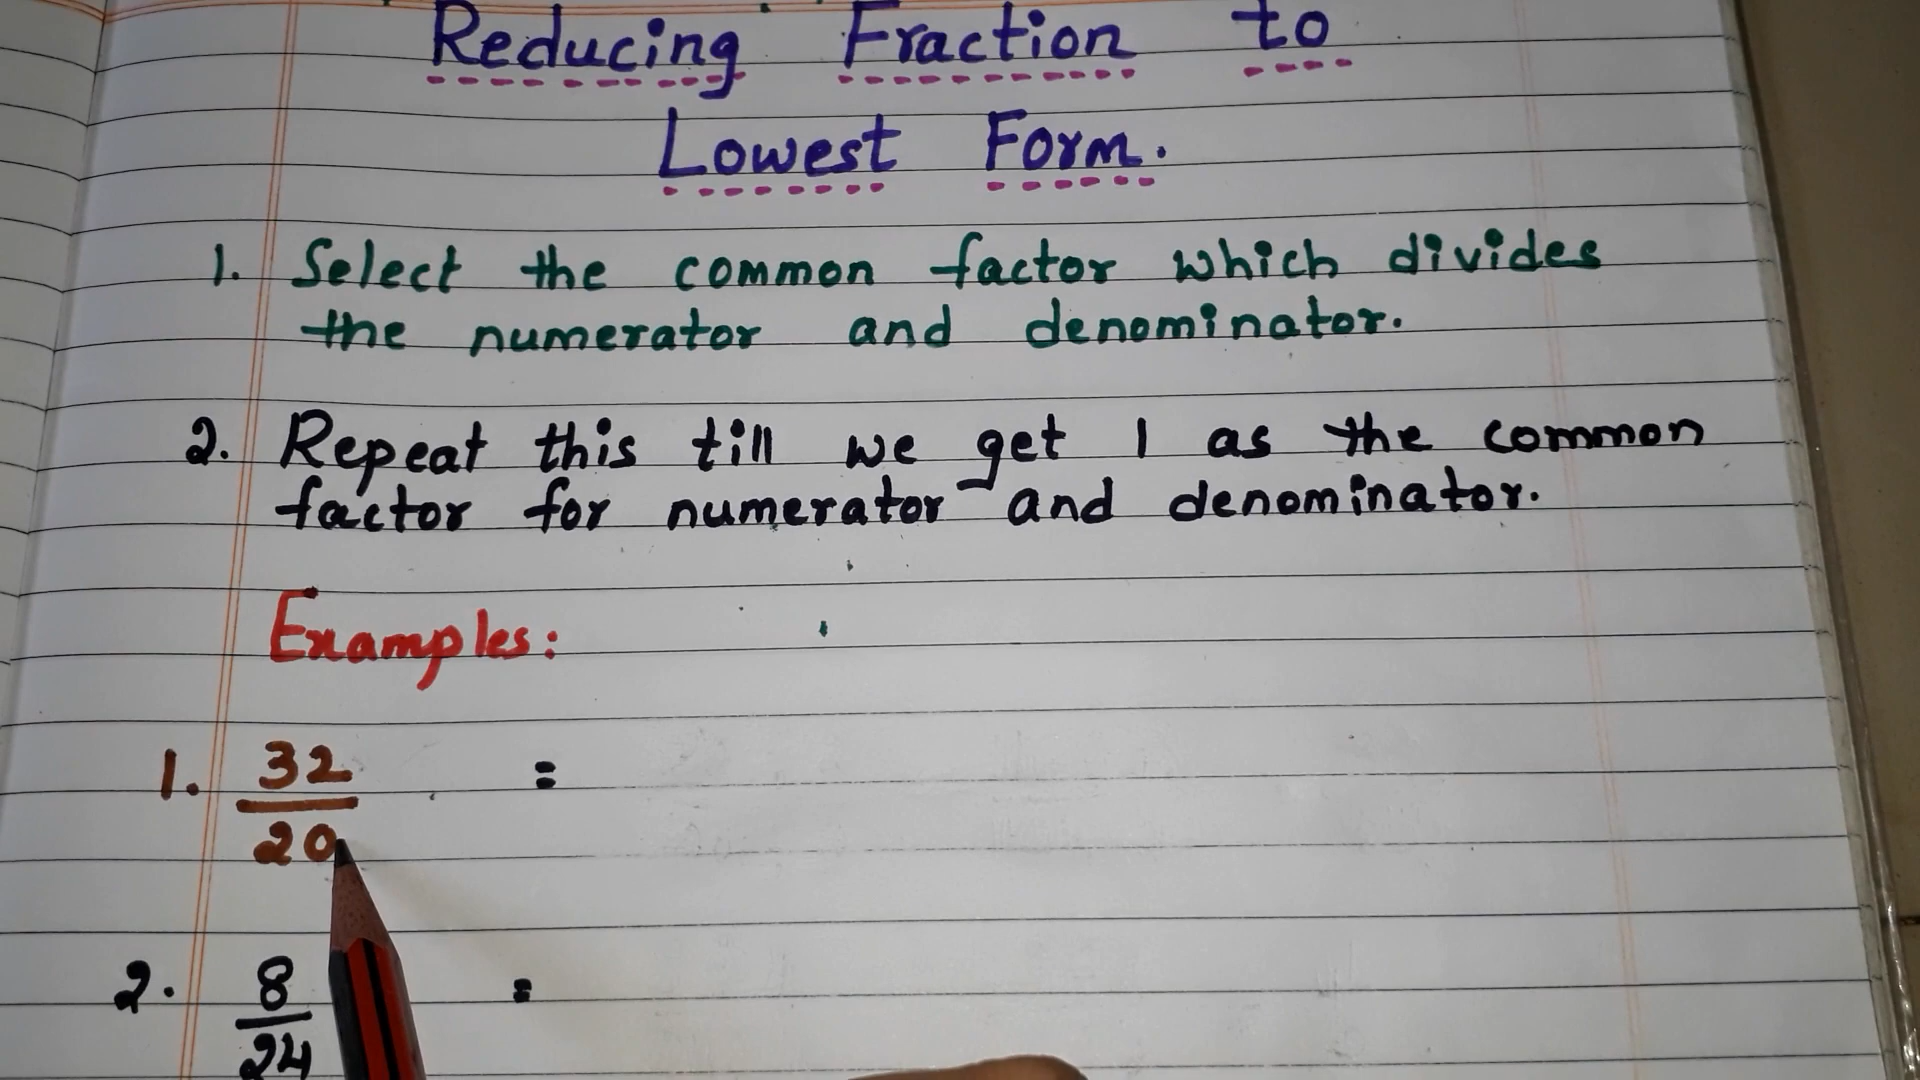 Reducing Fraction to
Lowest Form.
1. Select the common factor which divides
the numerator and denominator.
2. Repeat this till we get 1 as the common
factor for numerator and denominator.
Examples:
1. 32/20 =
2. 8/24 =